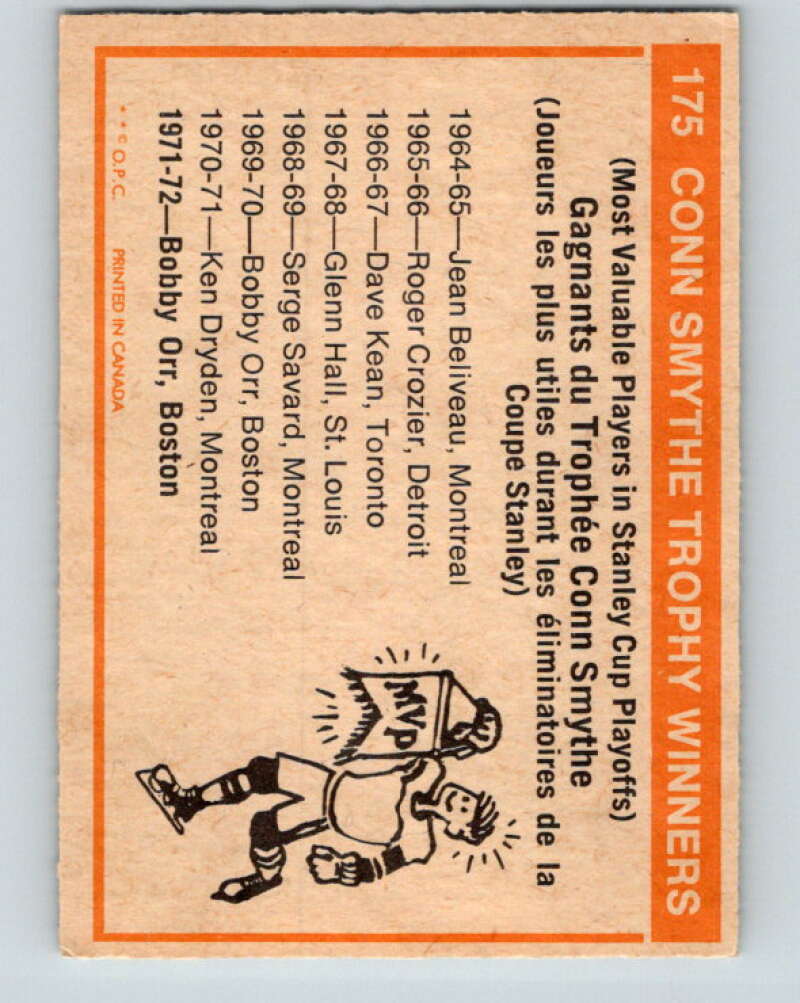 175 CONN SMYTHE TROPHY WINNERS
(Most Valuable Players in Stanley Cup Playoffs)
Gagnants du Trophée Conn Smythe
(Joueurs les plus utiles durant les éliminatoires de la
Coupe Stanley)
1964-65—Jean Beliveau, Montreal
1965-66—Roger Crozier, Detroit
1966-67—Dave Kean, Toronto
1967-68—Glenn Hall, St. Louis
1968-69—Serge Savard, Montreal
1969-70—Bobby Orr, Boston
1970-71—Ken Dryden, Montreal
1971-72—Bobby Orr, Boston
MVP
* * © O.P.C. PRINTED IN CANADA